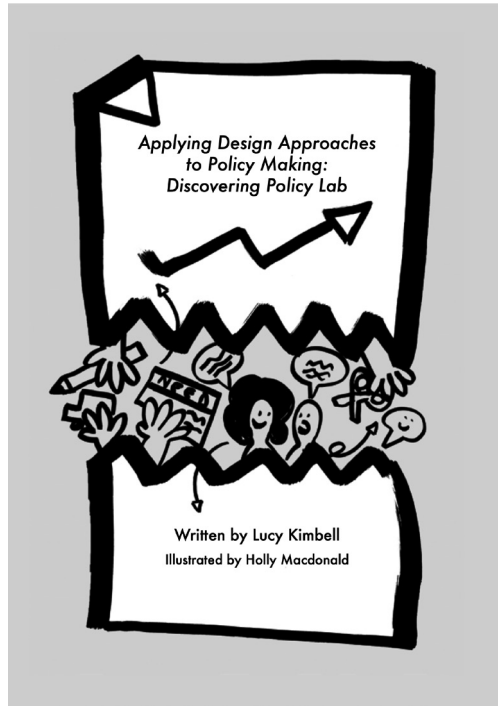 Applying Design Approaches
to Policy Making:
Discovering Policy Lab
NEED
Written by Lucy Kimbell
Illustrated by Holly Macdonald